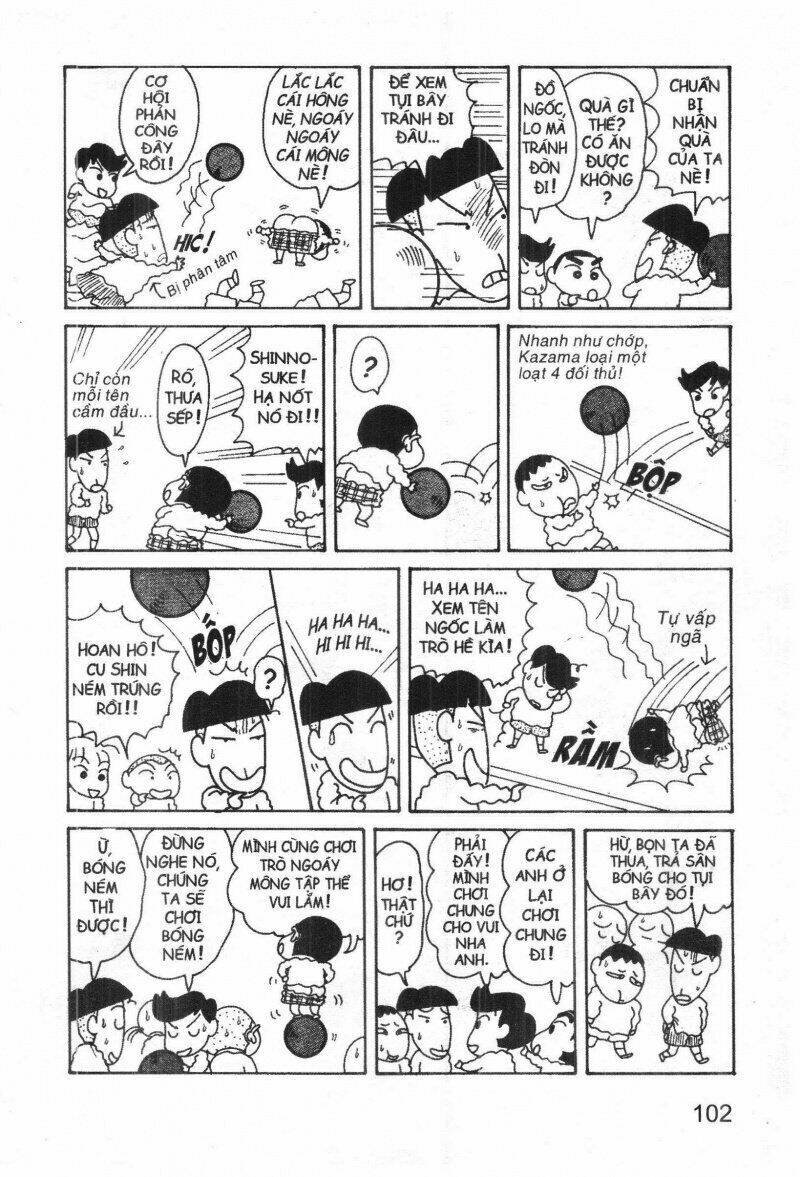 CHUẨN
BỊ
NHẬN
QUÀ
CỦA TA
NÈ!
QUÀ GÌ
THẾ?
CÓ ĂN
ĐƯỢC
KHÔNG
?
ĐỒ
NGỐC,
LO MÀ
TRÁNH
ĐÒN
ĐI!
ĐỂ XEM
TỤI BÂY
TRÁNH ĐI
ĐÂU...
LẮC LẮC
CÁI HÔNG
NÈ, NGOÁY
NGOÁY
CÁI MÔNG
NÈ!
CƠ
HỘI
PHẢN
CÔNG
ĐÂY
RỒI!
HIC!
Bị phân tâm
Nhanh như chớp,
Kazama loại một
loạt 4 đối thủ!
BỘP
?
SHINNO-
SUKE!
HẠ NỐT
NÓ ĐI!!
RỐ,
THƯA
SẾP!
Chỉ còn
mỗi tên
cầm đầu...
HA HA HA...
XEM TÊN
NGỐC LÀM
TRÒ HỀ KÌA!
Tự vấp
ngã
RẦM
HA HA HA...
HI HI HI...
BỘP
?
HOAN HÔ!
CU SHIN
NÉM TRÚNG
RỒI!!
HỪ, BỌN TA ĐÃ
THUA, TRẢ SÂN
BÓNG CHO TỤI
BÂY ĐÓ!
CÁC
ANH Ở
LẠI
CHƠI
CHUNG
ĐI!
PHẢI
ĐẤY!
MÌNH
CHƠI
CHUNG
CHO VUI
NHA
ANH.
HƠ!
THẬT
CHỨ
?
MÌNH CÙNG CHƠI
TRÒ NGOÁY
MÔNG TẬP THỂ
VUI LẮM!
ĐỪNG
NGHE NÓ,
CHÚNG
TA SẼ
CHƠI
BÓNG
NÉM!
Ừ,
BÓNG
NÉM
THÌ
ĐƯỢC!
102